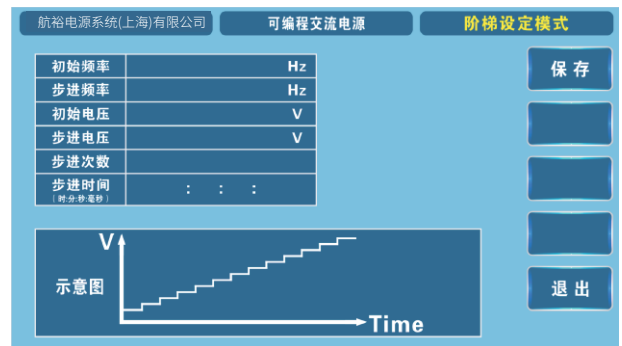 航裕电源系统(上海)有限公司 可编程交流电源 阶梯设定模式
初始频率 Hz
步进频率 Hz
初始电压 V
步进电压 V
步进次数
步进时间 : : :
(时:分:秒:毫秒)
保存
V
示意图
Time
退出